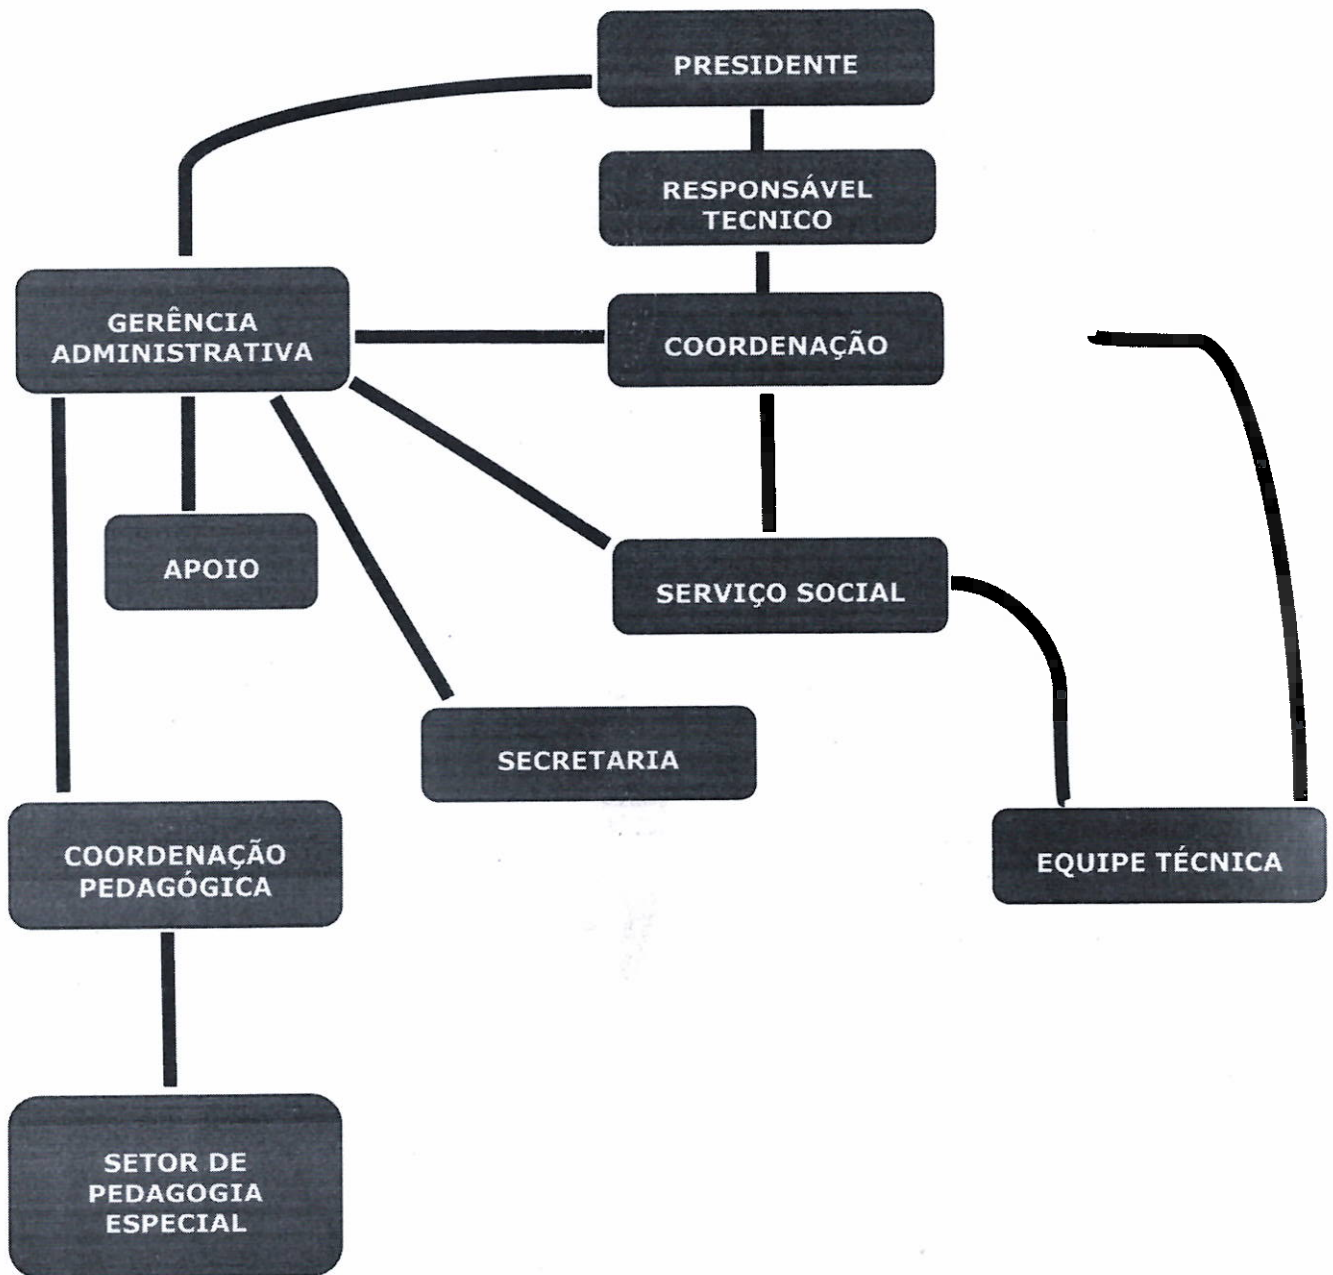 PRESIDENTE
RESPONSÁVEL
TECNICO
GERÊNCIA
ADMINISTRATIVA
COORDENAÇÃO
APOIO
SERVIÇO SOCIAL
SECRETARIA
COORDENAÇÃO
PEDAGÓGICA
EQUIPE TÉCNICA
SETOR DE
PEDAGOGIA
ESPECIAL